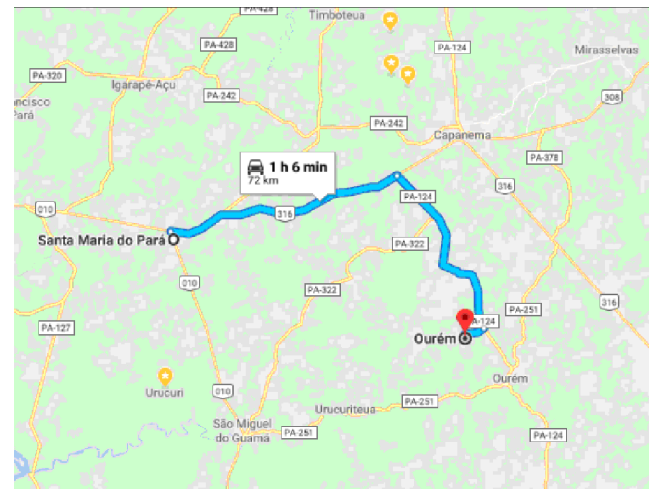 PA-428
Timboteua
PA-428
PA-124
Mirasselvas
PA-320
Igarapé-Açu
PA-242
308
ncisco
Pará
PA-242
Capanema
1 h 6 min
72 km
PA-378
316
PA-124
010
316
Santa Maria do Pará
PA-322
010
PA-322
316
PA-251
PA-127
A-124
Ourém
Ourém
Urucuri
010
PA-251
Urucuriteua
São Miguel
do Guamá
PA-251
PA-124